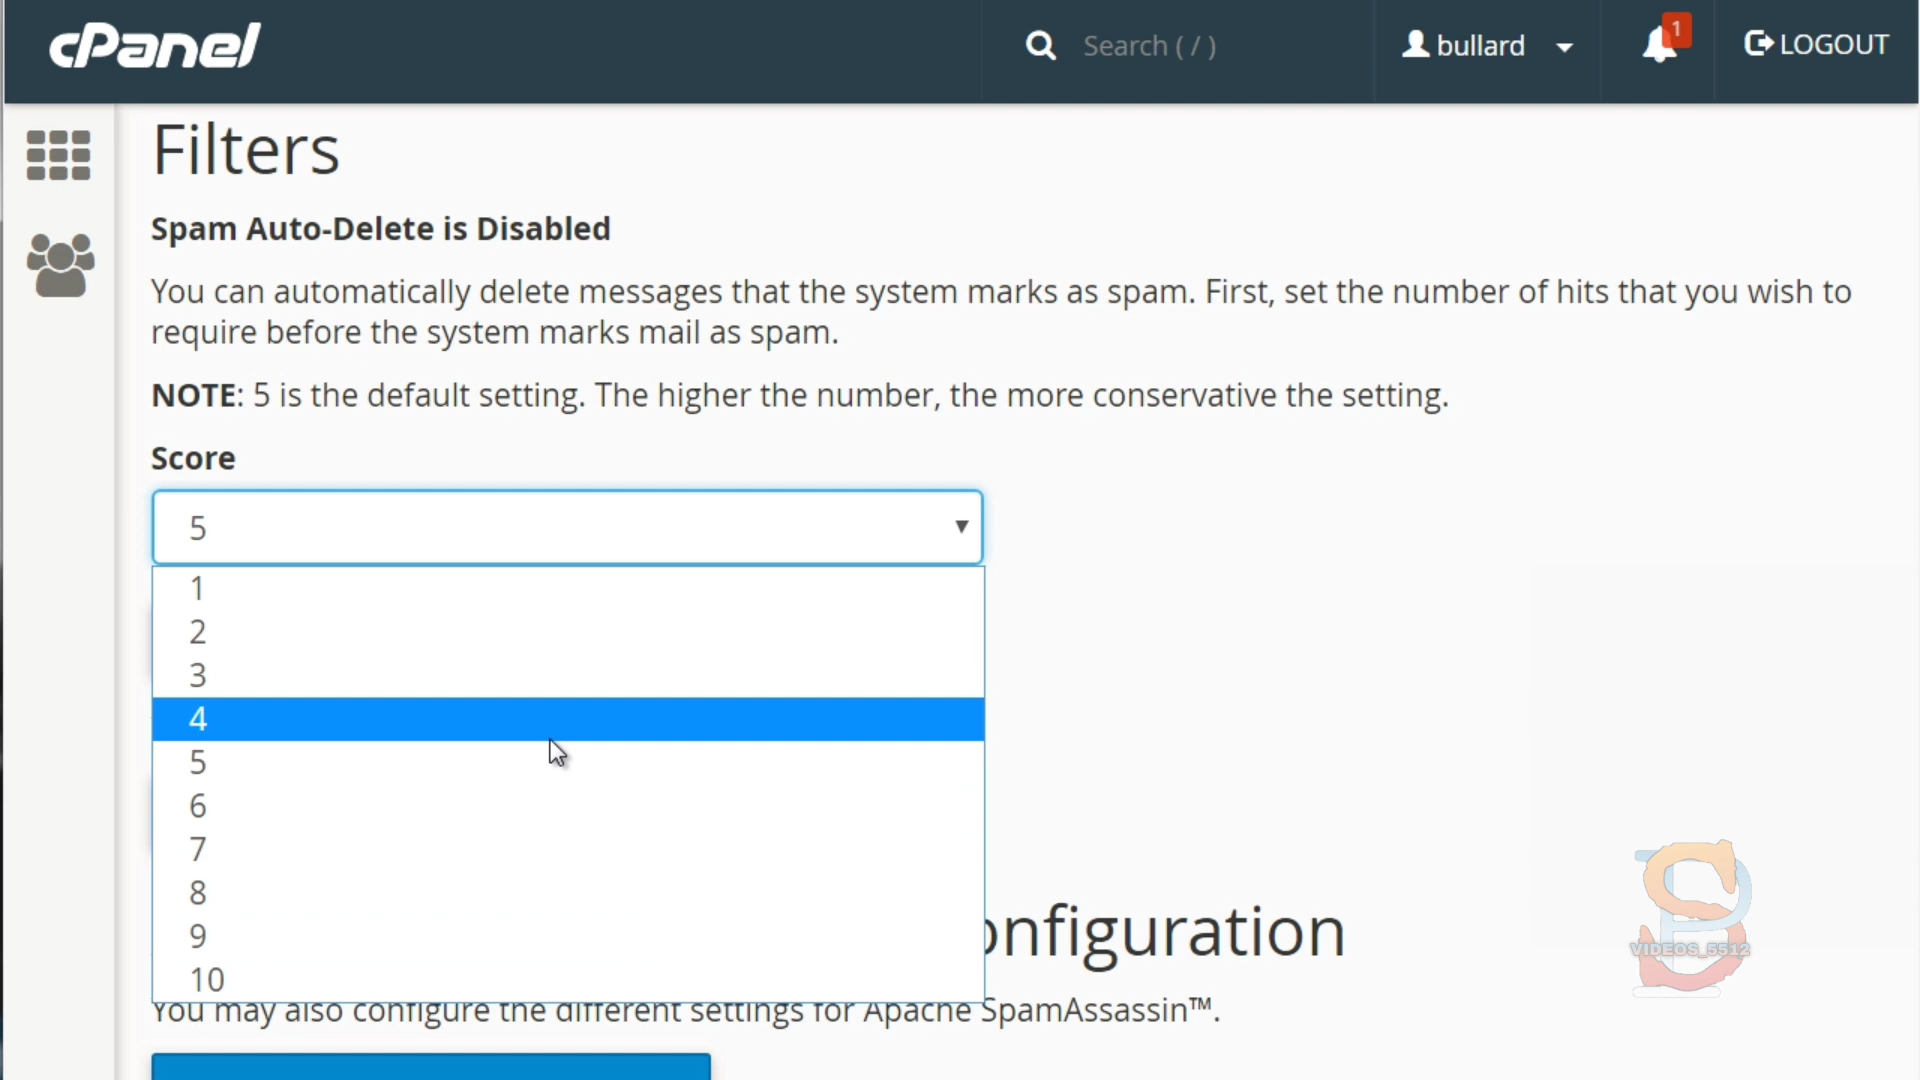 cPanel
Search ( / )
bullard
1
LOGOUT
Filters
Spam Auto-Delete is Disabled
You can automatically delete messages that the system marks as spam. First, set the number of hits that you wish to
require before the system marks mail as spam.
NOTE: 5 is the default setting. The higher the number, the more conservative the setting.
Score
5
1
2
3
4
5
6
7
8
9
10
onfiguration
You may also configure the different settings for Apache SpamAssassin™.
VIDEOS_5512